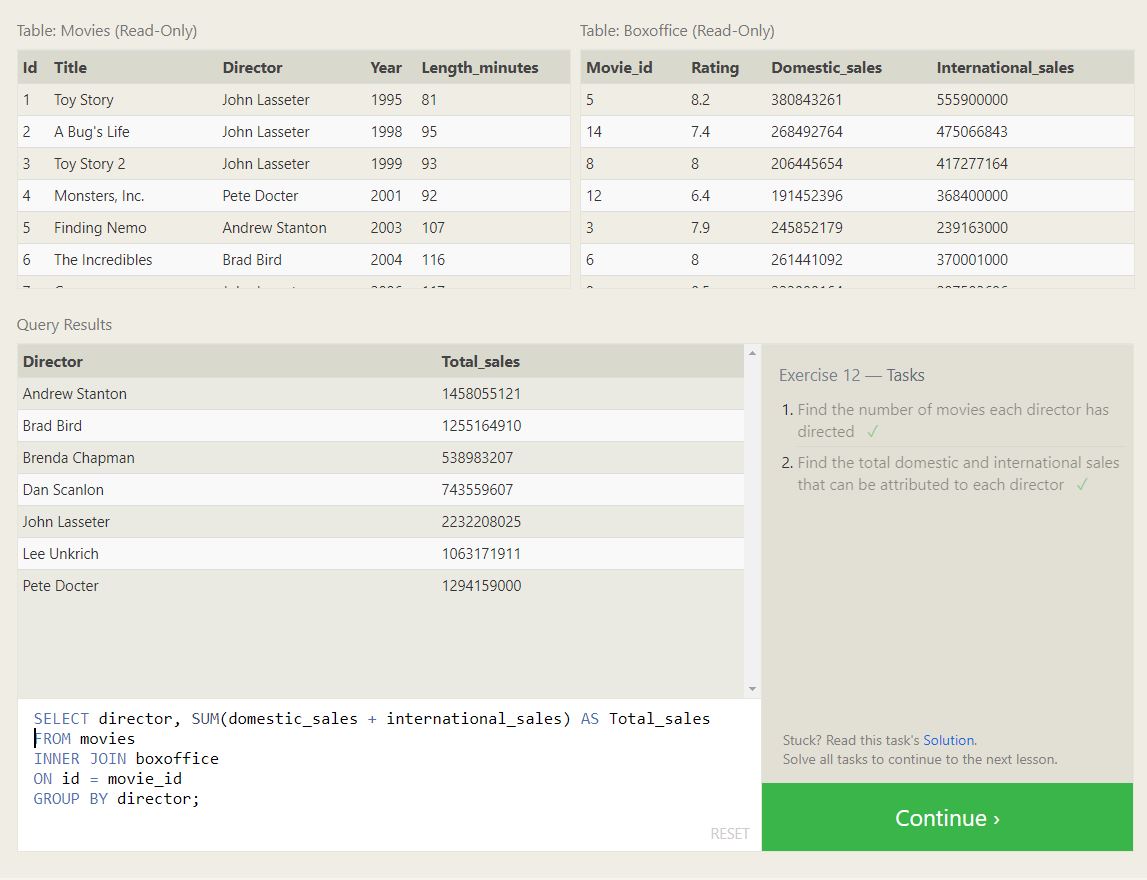 Table: Movies (Read-Only)
Id Title Director Year Length_minutes
1 Toy Story John Lasseter 1995 81
2 A Bug's Life John Lasseter 1998 95
3 Toy Story 2 John Lasseter 1999 93
4 Monsters, Inc. Pete Docter 2001 92
5 Finding Nemo Andrew Stanton 2003 107
6 The Incredibles Brad Bird 2004 116
Table: Boxoffice (Read-Only)
Movie_id Rating Domestic_sales International_sales
5 8.2 380843261 555900000
14 7.4 268492764 475066843
8 8 206445654 417277164
12 6.4 191452396 368400000
3 7.9 245852179 239163000
6 8 261441092 370001000
Query Results
Director Total_sales
Andrew Stanton 1458055121
Brad Bird 1255164910
Brenda Chapman 538983207
Dan Scanlon 743559607
John Lasseter 2232208025
Lee Unkrich 1063171911
Pete Docter 1294159000
SELECT director, SUM(domestic_sales + international_sales) AS Total_sales
FROM movies
INNER JOIN boxoffice
ON id = movie_id
GROUP BY director;
RESET
Exercise 12 — Tasks
1. Find the number of movies each director has
directed ✓
2. Find the total domestic and international sales
that can be attributed to each director ✓
Stuck? Read this task's Solution.
Solve all tasks to continue to the next lesson.
Continue ›